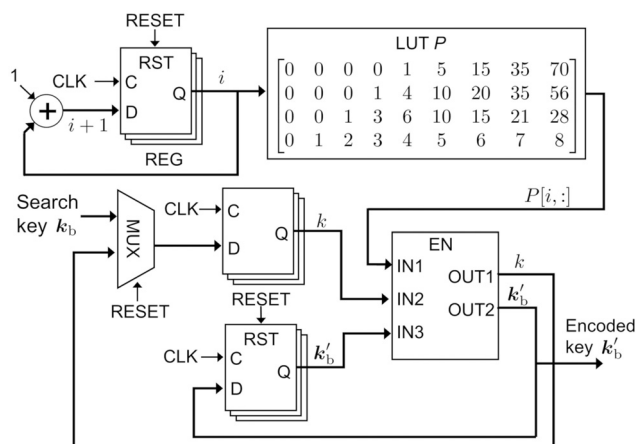 RESET
LUT P
1
CLK
C
RST
Q
D
i
i + 1
REG
0 0 0 0 1 5 15 35 70
0 0 0 1 4 10 20 35 56
0 0 1 3 6 10 15 21 28
0 1 2 3 4 5 6 7 8
P[i,:]
Search
key k_b
MUX
RESET
CLK
C
D
Q
k
RESET
RST
CLK
C
D
Q
k′_b
EN
IN1
IN2
IN3
OUT1
OUT2
k
k′_b
Encoded
key k′_b